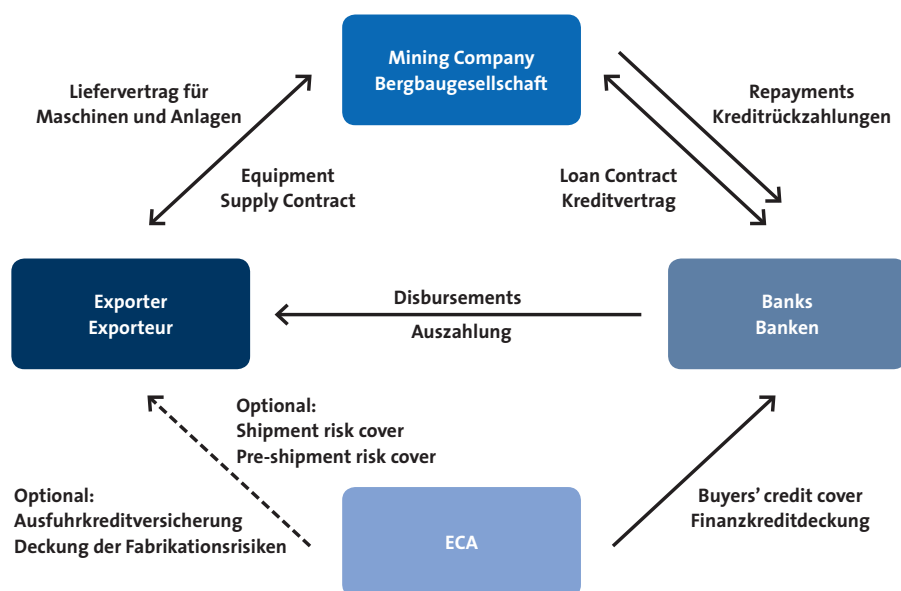 Mining Company
Bergbaugesellschaft
Liefervertrag für
Maschinen und Anlagen
Repayments
Kreditrückzahlungen
Equipment
Supply Contract
Loan Contract
Kreditvertrag
Exporter
Exporteur
Disbursements
Auszahlung
Banks
Banken
Optional:
Shipment risk cover
Pre-shipment risk cover
Optional:
Ausfuhrkreditversicherung
Deckung der Fabrikationsrisiken
ECA
Buyers’ credit cover
Finanzkreditdeckung